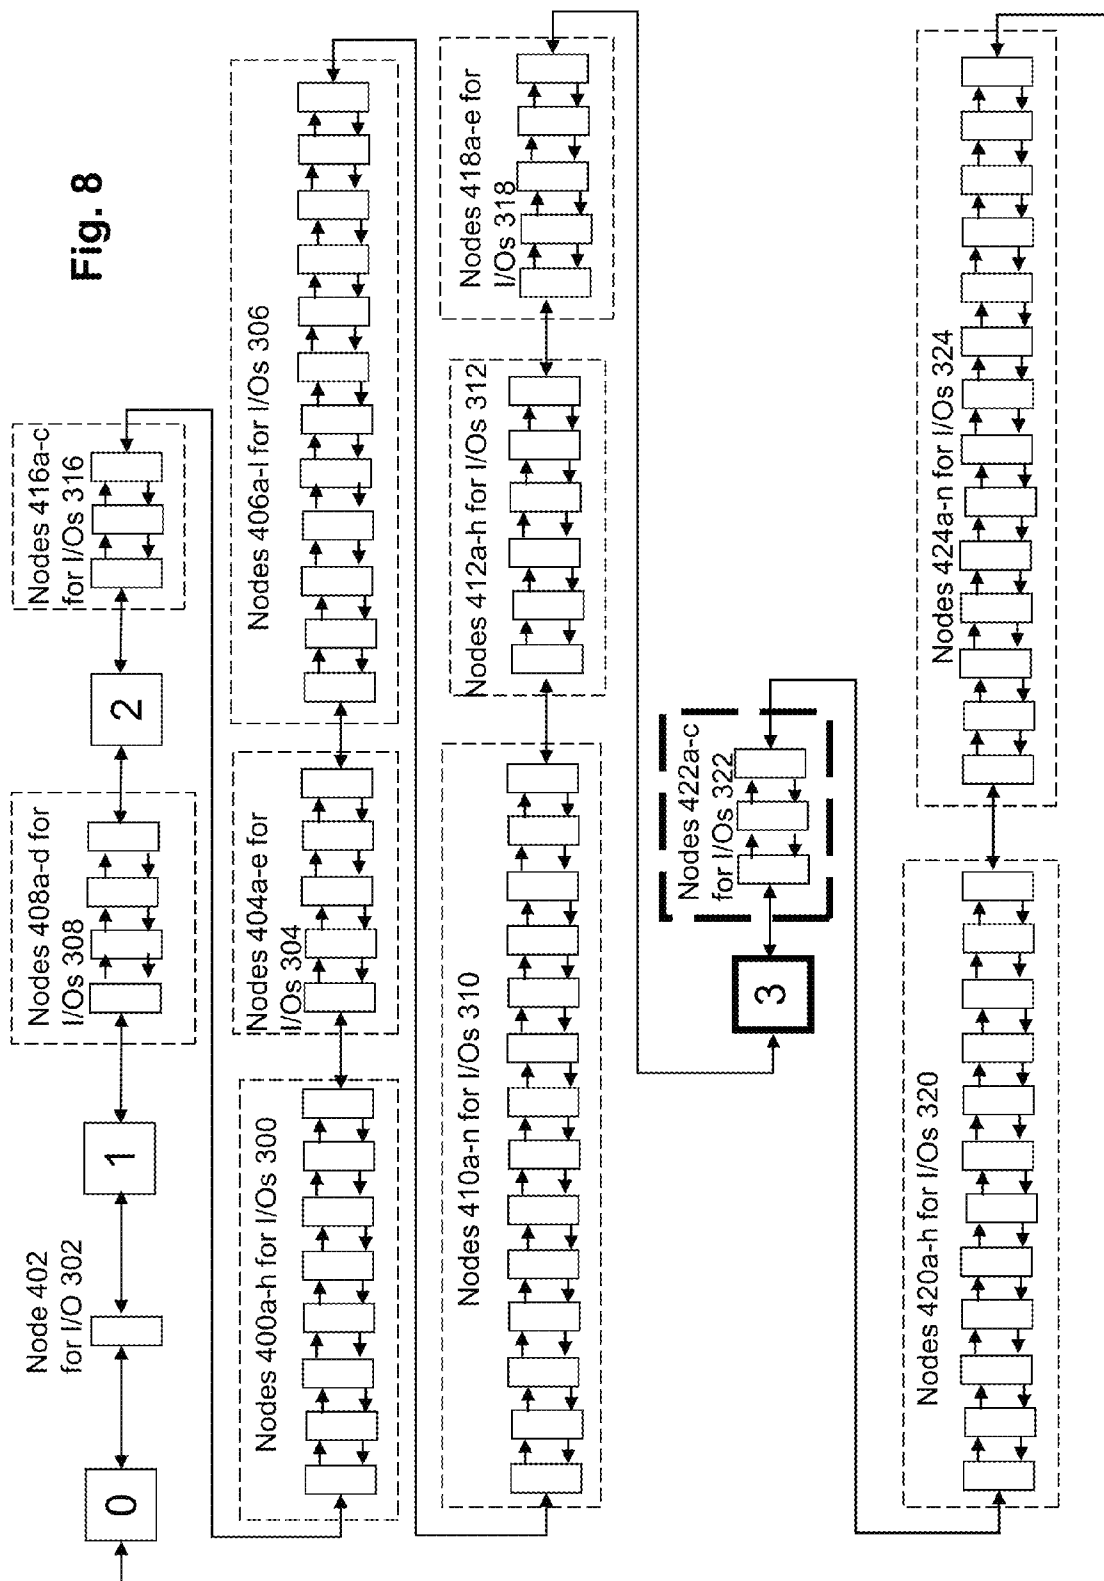 Fig. 8
0
Node 402
for I/O 302
1
Nodes 408a-d for
I/Os 308
2
Nodes 416a-c
for I/Os 316
Nodes 400a-h for I/Os 300
Nodes 404a-e for
I/Os 304
Nodes 406a-l for I/Os 306
Nodes 410a-n for I/Os 310
Nodes 412a-h for I/Os 312
Nodes 418a-e for
I/Os 318
3
Nodes 422a-c
for I/Os 322
Nodes 420a-h for I/Os 320
Nodes 424a-n for I/Os 324